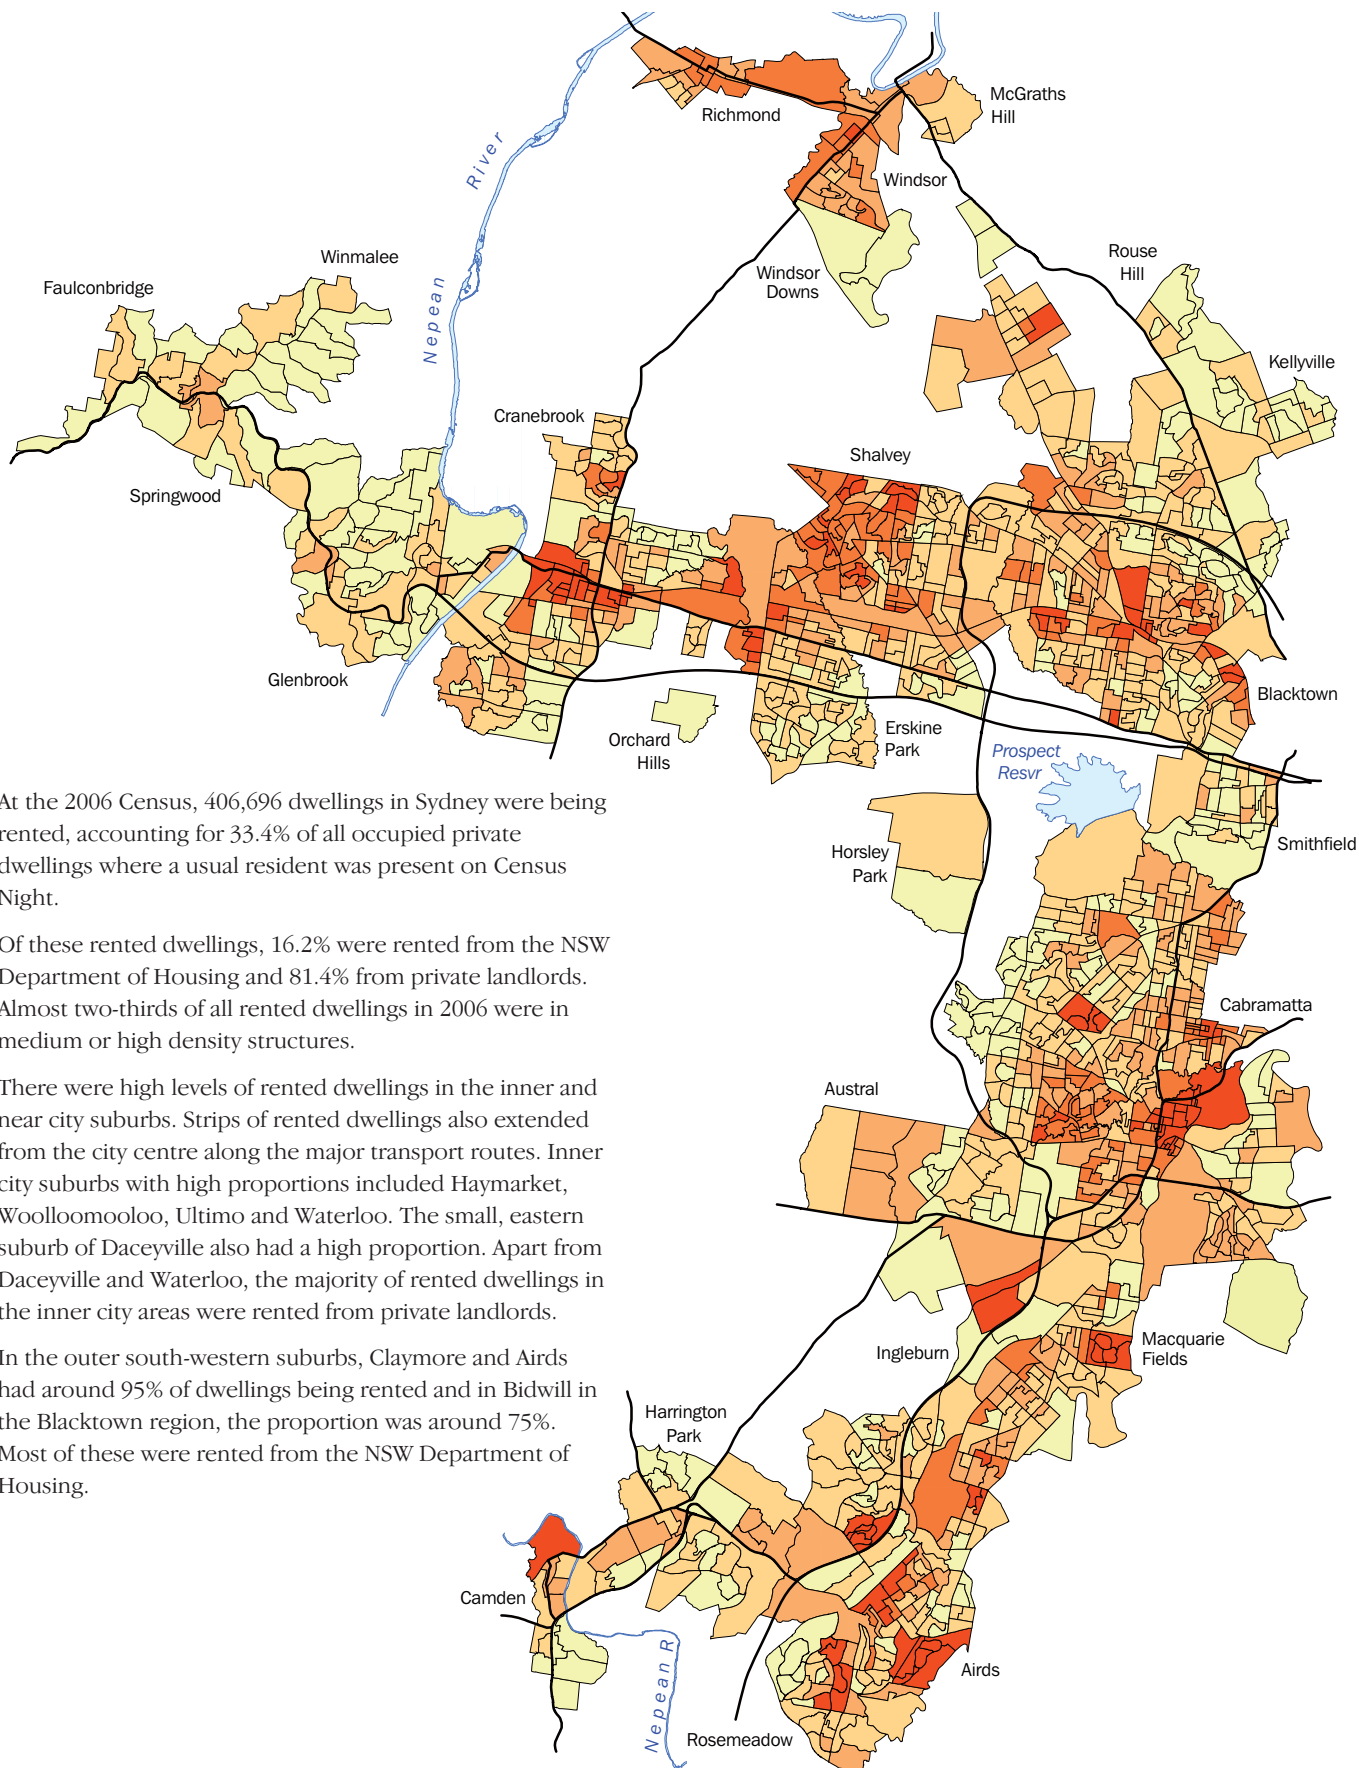 McGraths
Hill
Richmond
River
Windsor
Winmalee
Rouse
Hill
Windsor
Downs
Faulconbridge
Nepean
Kellyville
Cranebrook
Shalvey
Springwood
Glenbrook
Blacktown
Orchard
Hills
Erskine
Park
Prospect
Resvr
At the 2006 Census, 406,696 dwellings in Sydney were being
rented, accounting for 33.4% of all occupied private
dwellings where a usual resident was present on Census
Night.
Of these rented dwellings, 16.2% were rented from the NSW
Department of Housing and 81.4% from private landlords.
Almost two-thirds of all rented dwellings in 2006 were in
medium or high density structures.
There were high levels of rented dwellings in the inner and
near city suburbs. Strips of rented dwellings also extended
from the city centre along the major transport routes. Inner
city suburbs with high proportions included Haymarket,
Woolloomooloo, Ultimo and Waterloo. The small, eastern
suburb of Daceyville also had a high proportion. Apart from
Daceyville and Waterloo, the majority of rented dwellings in
the inner city areas were rented from private landlords.
In the outer south-western suburbs, Claymore and Airds
had around 95% of dwellings being rented and in Bidwill in
the Blacktown region, the proportion was around 75%.
Most of these were rented from the NSW Department of
Housing.
Smithfield
Horsley
Park
Cabramatta
Austral
Macquarie
Fields
Ingleburn
Harrington
Park
Camden
Airds
Nepean R
Rosemeadow